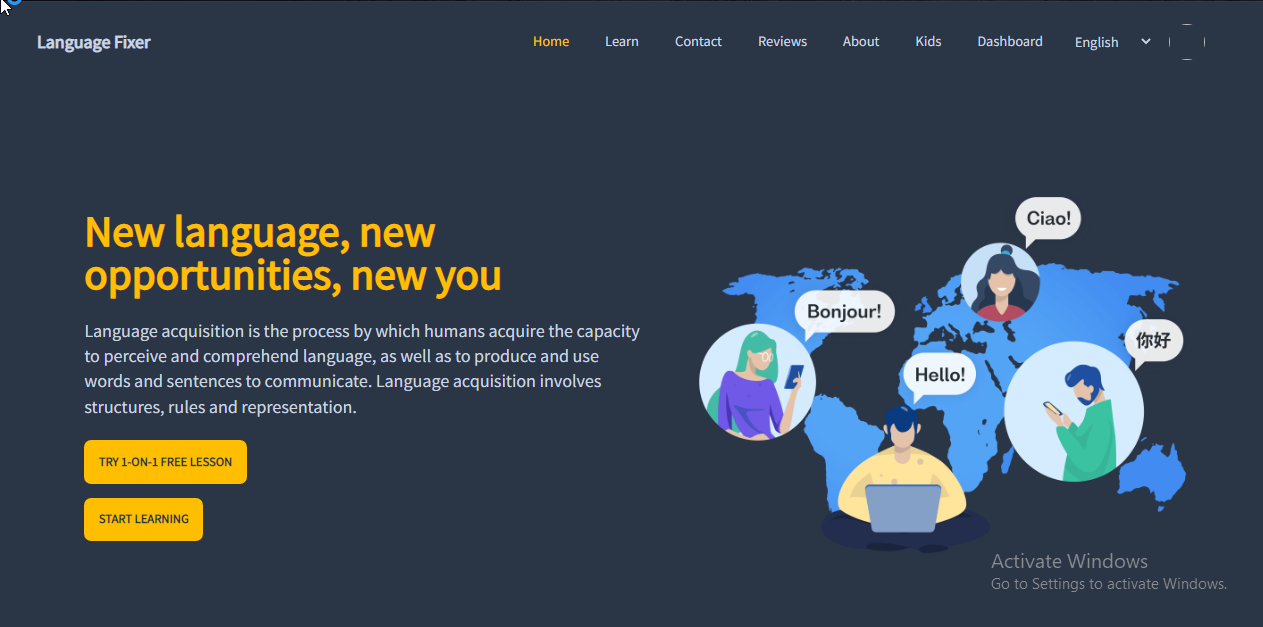 Language Fixer
Home Learn Contact Reviews About Kids Dashboard English
New language, new
opportunities, new you
Language acquisition is the process by which humans acquire the capacity
to perceive and comprehend language, as well as to produce and use
words and sentences to communicate. Language acquisition involves
structures, rules and representation.
TRY 1-ON-1 FREE LESSON
START LEARNING
Ciao!
Bonjour!
你好
Hello!
Activate Windows
Go to Settings to activate Windows.